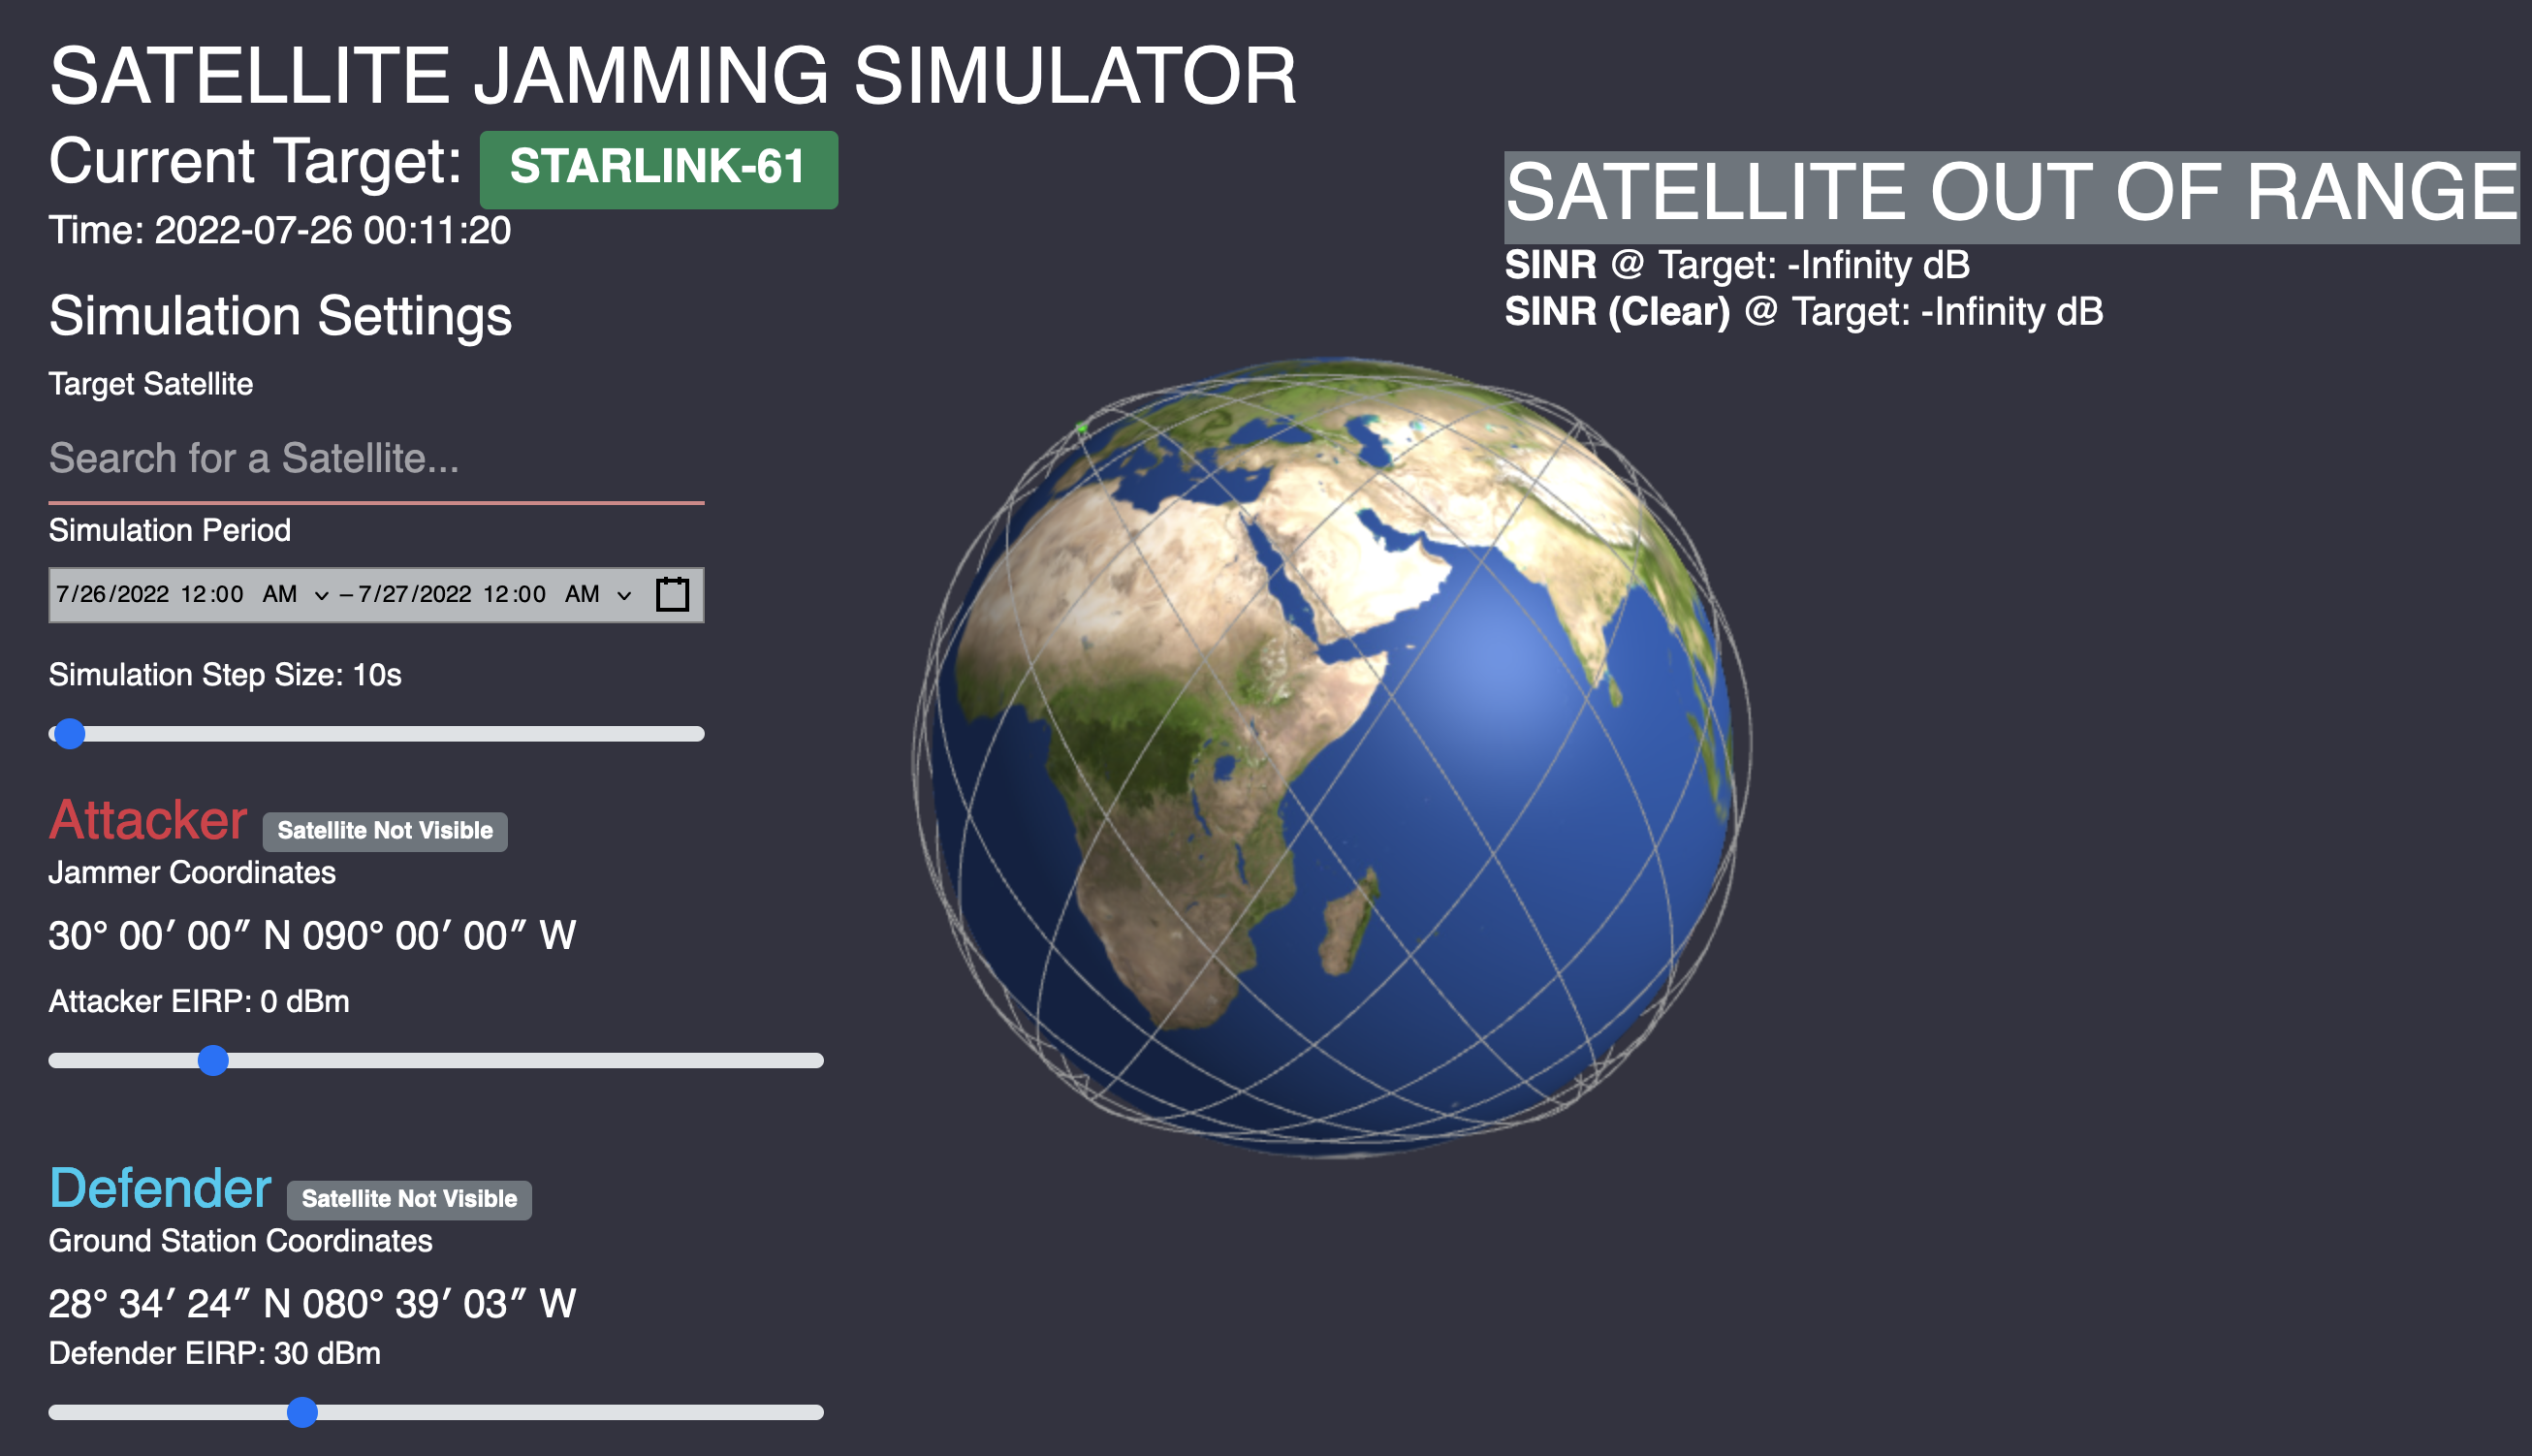 SATELLITE JAMMING SIMULATOR
Current Target: STARLINK-61
Time: 2022-07-26 00:11:20
SATELLITE OUT OF RANGE
SINR @ Target: -Infinity dB
SINR (Clear) @ Target: -Infinity dB
Simulation Settings
Target Satellite
Search for a Satellite...
Simulation Period
7/26/2022 12:00 AM – 7/27/2022 12:00 AM
Simulation Step Size: 10s
Attacker Satellite Not Visible
Jammer Coordinates
30° 00′ 00″ N 090° 00′ 00″ W
Attacker EIRP: 0 dBm
Defender Satellite Not Visible
Ground Station Coordinates
28° 34′ 24″ N 080° 39′ 03″ W
Defender EIRP: 30 dBm